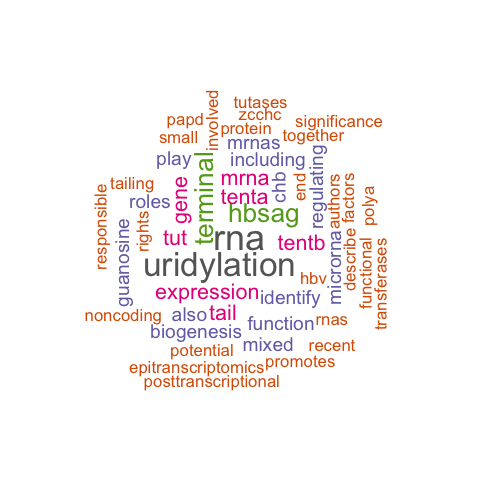 tutases
zcchc
papd
involved
protein
significance
small
mrnas
together
play
including
regulating
tailing
terminal
mrna
chb
end
authors
factors
polya
responsible
roles
gene
tenta
rights
hbsag
guanosine
tut
rna
tentb
microrna
describe
functional
transferases
uridylation
hbv
expression
identify
noncoding
also
tail
function
rnas
biogenesis
mixed
recent
potential
promotes
epitranscriptomics
posttranscriptional